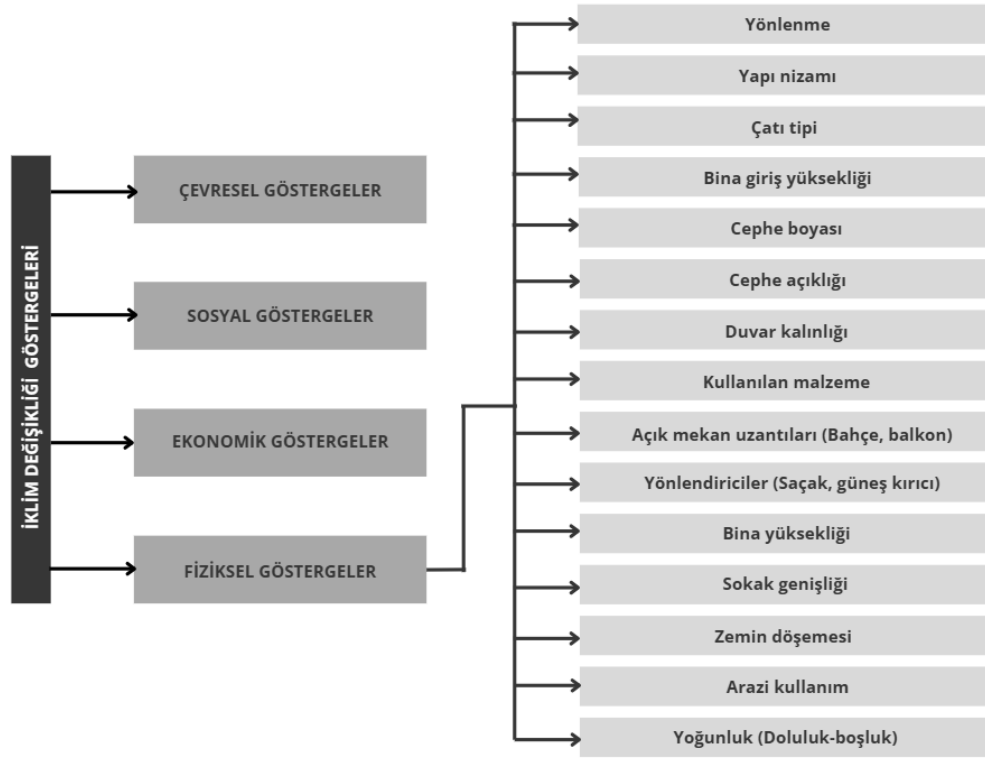 İKLİM DEĞİŞİKLİĞİ GÖSTERGELERİ
ÇEVRESEL GÖSTERGELER
SOSYAL GÖSTERGELER
EKONOMİK GÖSTERGELER
FİZİKSEL GÖSTERGELER
Yönlenme
Yapı nizamı
Çatı tipi
Bina giriş yüksekliği
Cephe boyası
Cephe açıklığı
Duvar kalınlığı
Kullanılan malzeme
Açık mekan uzantıları (Bahçe, balkon)
Yönlendiriciler (Saçak, güneş kırıcı)
Bina yüksekliği
Sokak genişliği
Zemin döşemesi
Arazi kullanım
Yoğunluk (Doluluk-boşluk)